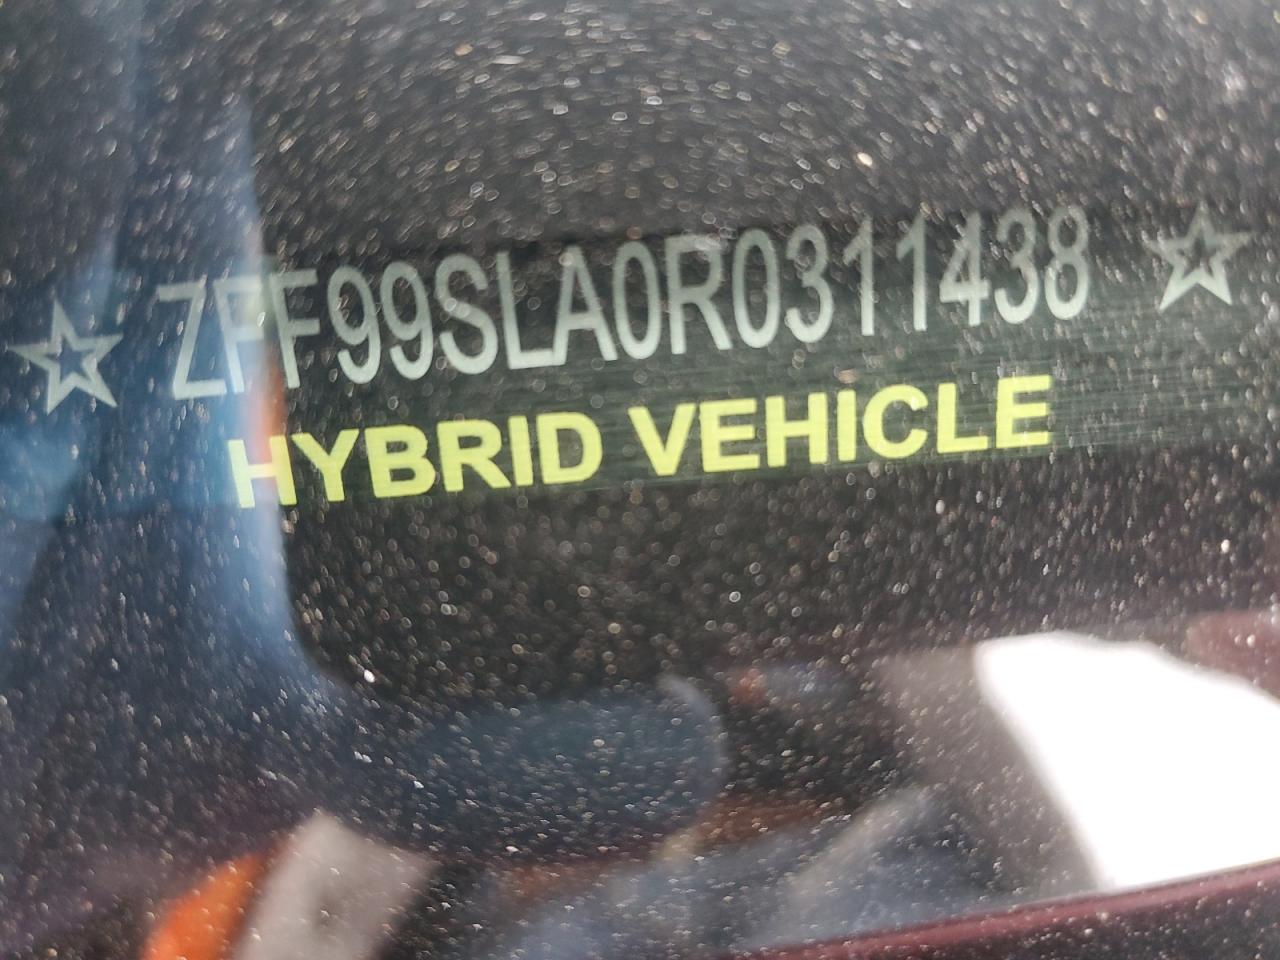 ☆ ZFF99SLA0R0311438 ☆
HYBRID VEHICLE